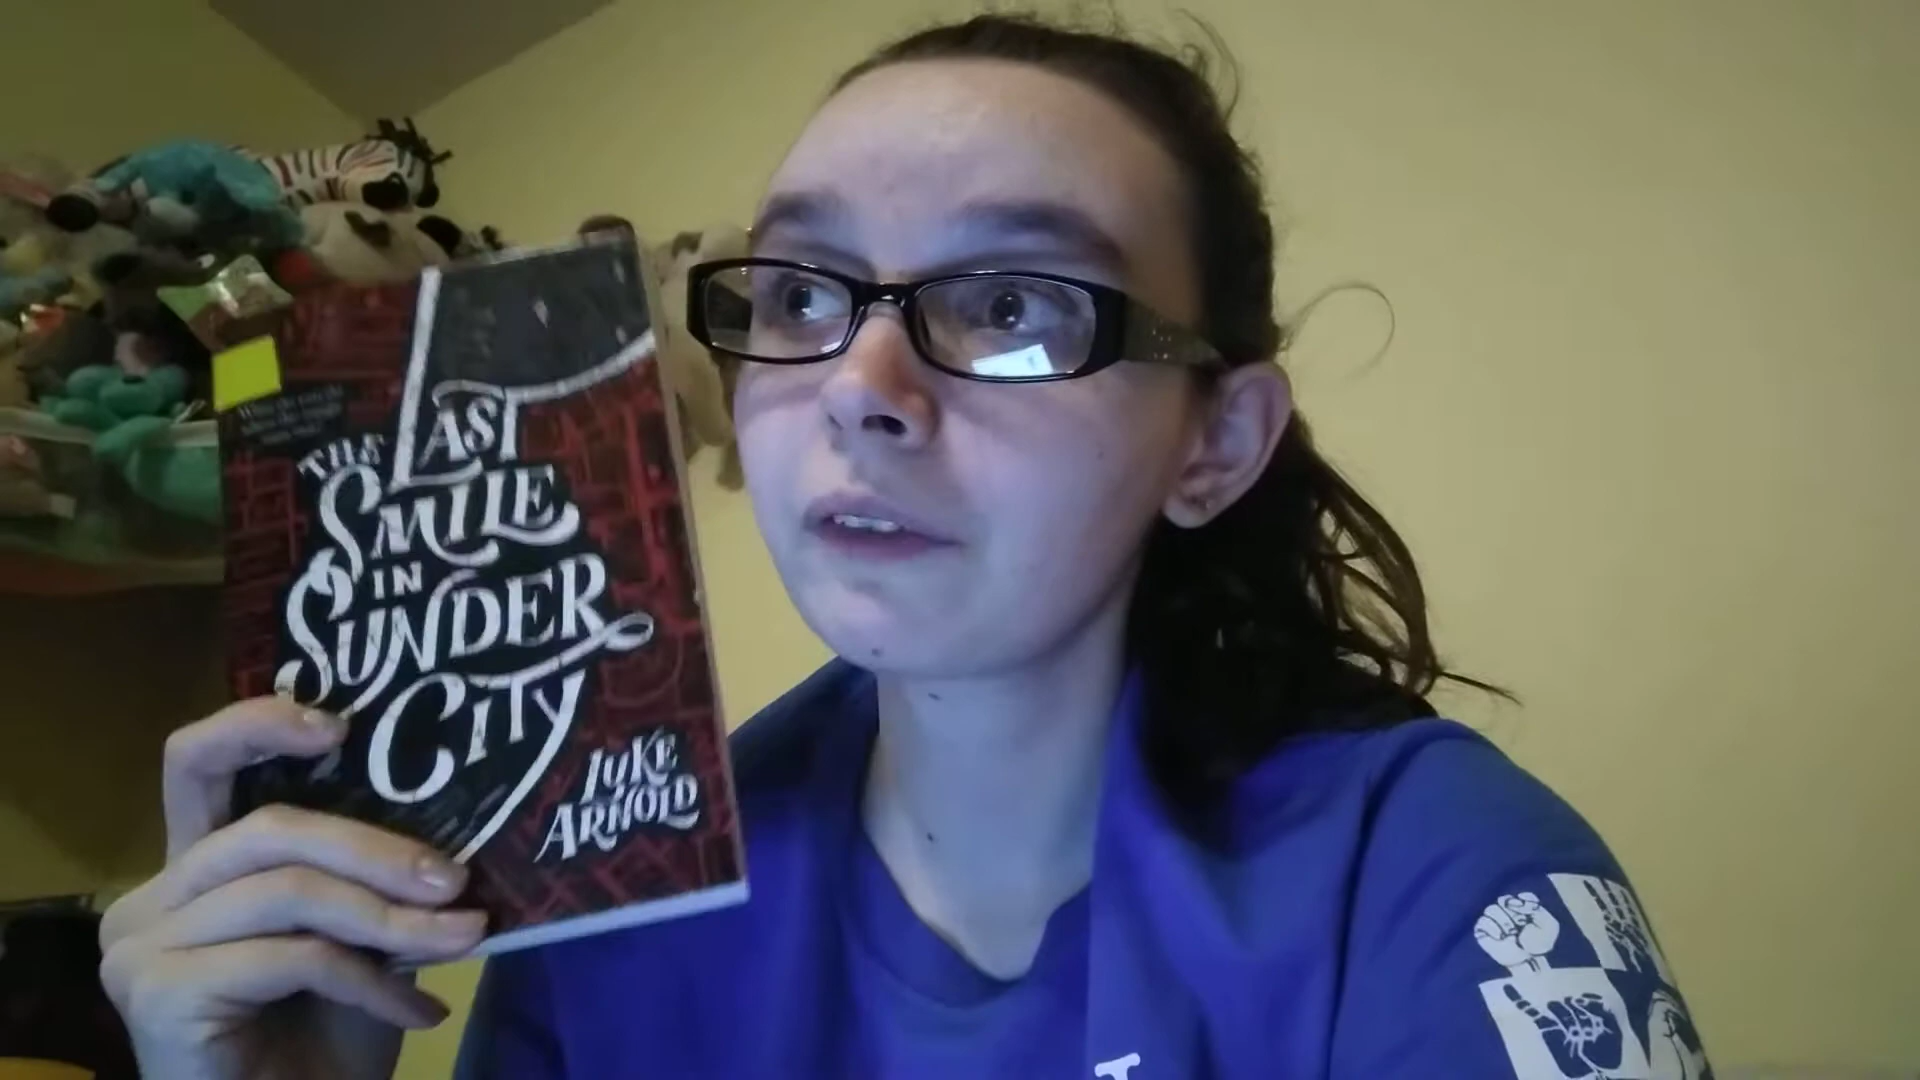 THE LAST
SMILE
IN
SUNDER
CITY
LUKE
ARNOLD